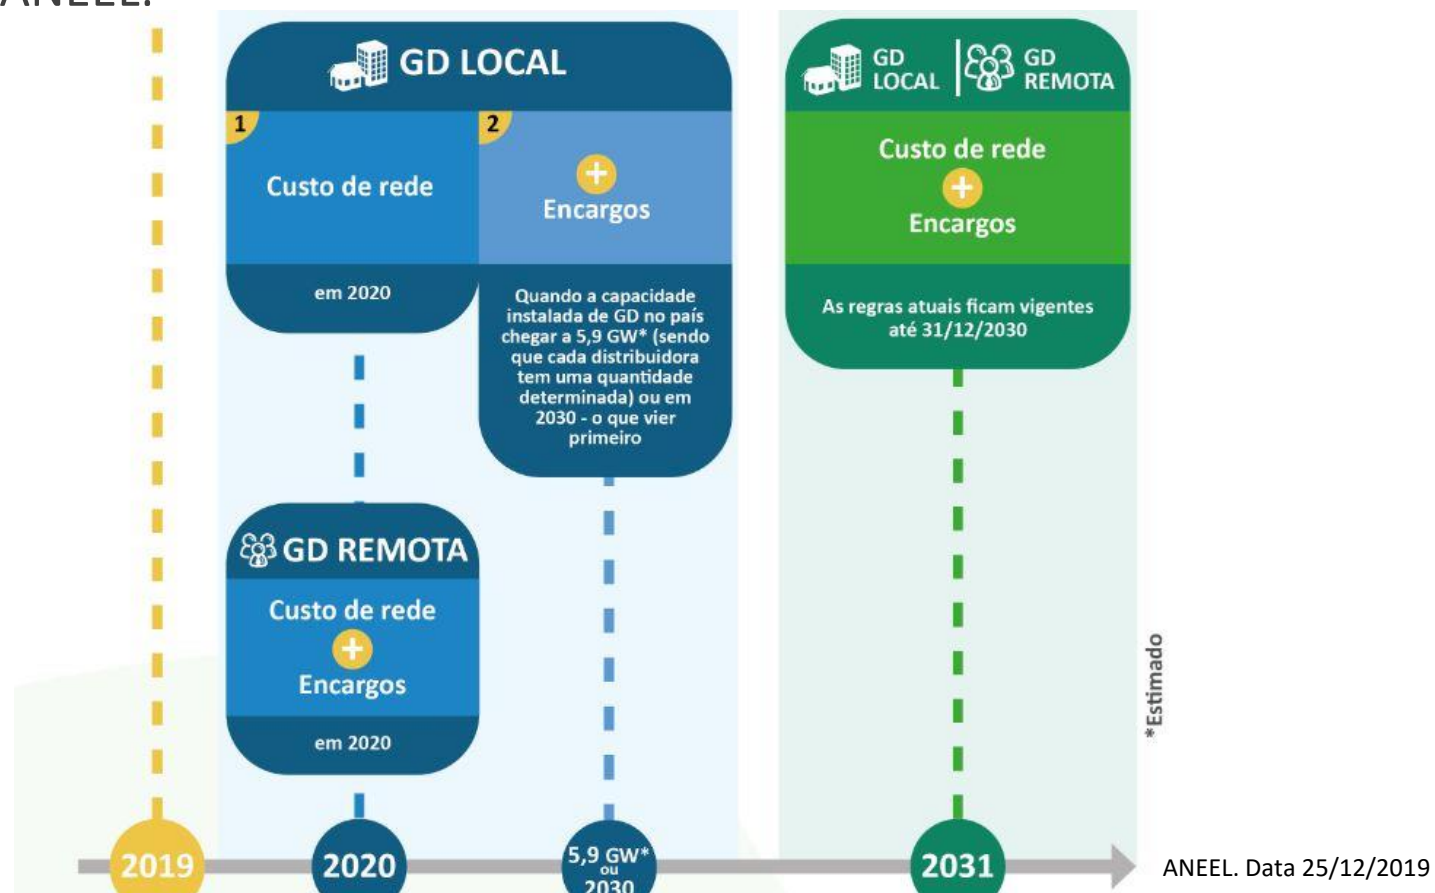 ANEEL.
GD LOCAL
1
Custo de rede
em 2020
2
+
Encargos
Quando a capacidade
instalada de GD no país
chegar a 5,9 GW* (sendo
que cada distribuidora
tem uma quantidade
determinada) ou em
2030 - o que vier
primeiro
GD REMOTA
Custo de rede
+
Encargos
em 2020
GD
LOCAL
GD
REMOTA
Custo de rede
+
Encargos
As regras atuais ficam vigentes
até 31/12/2030
*Estimado
2019
2020
5,9 GW*
ou
2030
2031
ANEEL. Data 25/12/2019